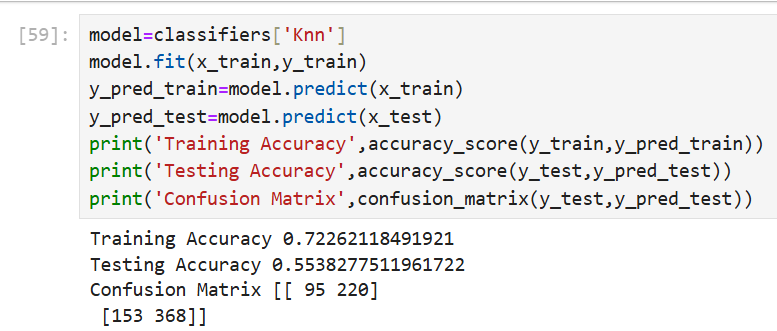 [59]:
model=classifiers['Knn']
model.fit(x_train,y_train)
y_pred_train=model.predict(x_train)
y_pred_test=model.predict(x_test)
print('Training Accuracy',accuracy_score(y_train,y_pred_train))
print('Testing Accuracy',accuracy_score(y_test,y_pred_test))
print('Confusion Matrix',confusion_matrix(y_test,y_pred_test))
Training Accuracy 0.72262118491921
Testing Accuracy 0.5538277511961722
Confusion Matrix [[ 95 220]
 [153 368]]